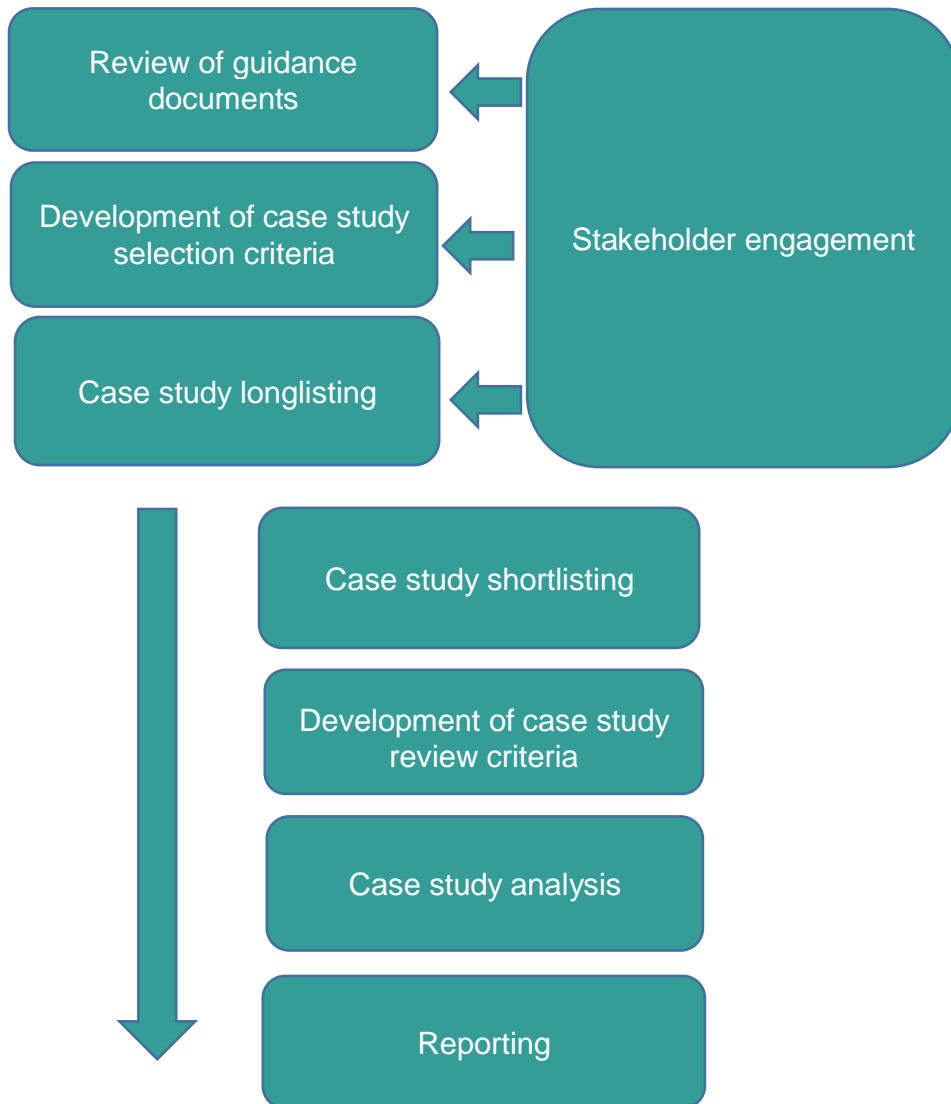 Review of guidance
documents
Development of case study
selection criteria
Case study longlisting
Stakeholder engagement
Case study shortlisting
Development of case study
review criteria
Case study analysis
Reporting